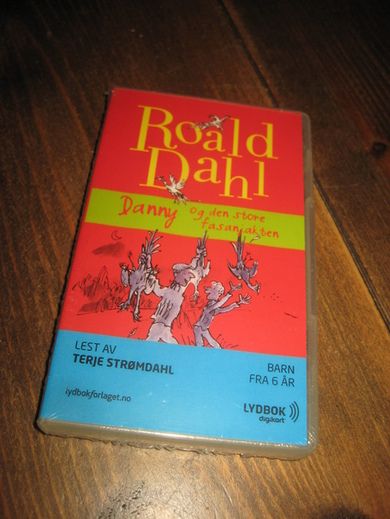 Roald
Dahl
Danny og den store
fasanjakten
LEST AV
TERJE STRØMDAHL
BARN
FRA 6 ÅR
lydbokforlaget.no
LYDBOK
digikort